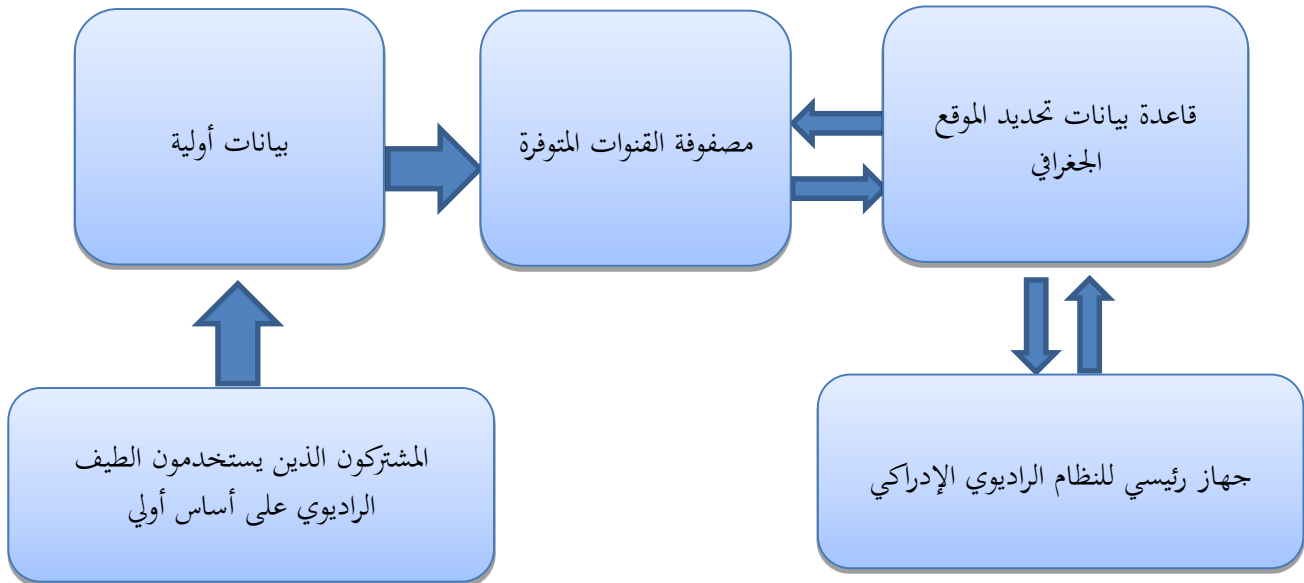 قاعدة بيانات تحديد الموقع
الجغرافي
مصفوفة القنوات المتوفرة
بيانات أولية
جهاز رئيسي للنظام الراديوي الإدراكي
المشتركون الذين يستخدمون الطيف
الراديوي على أساس أولي